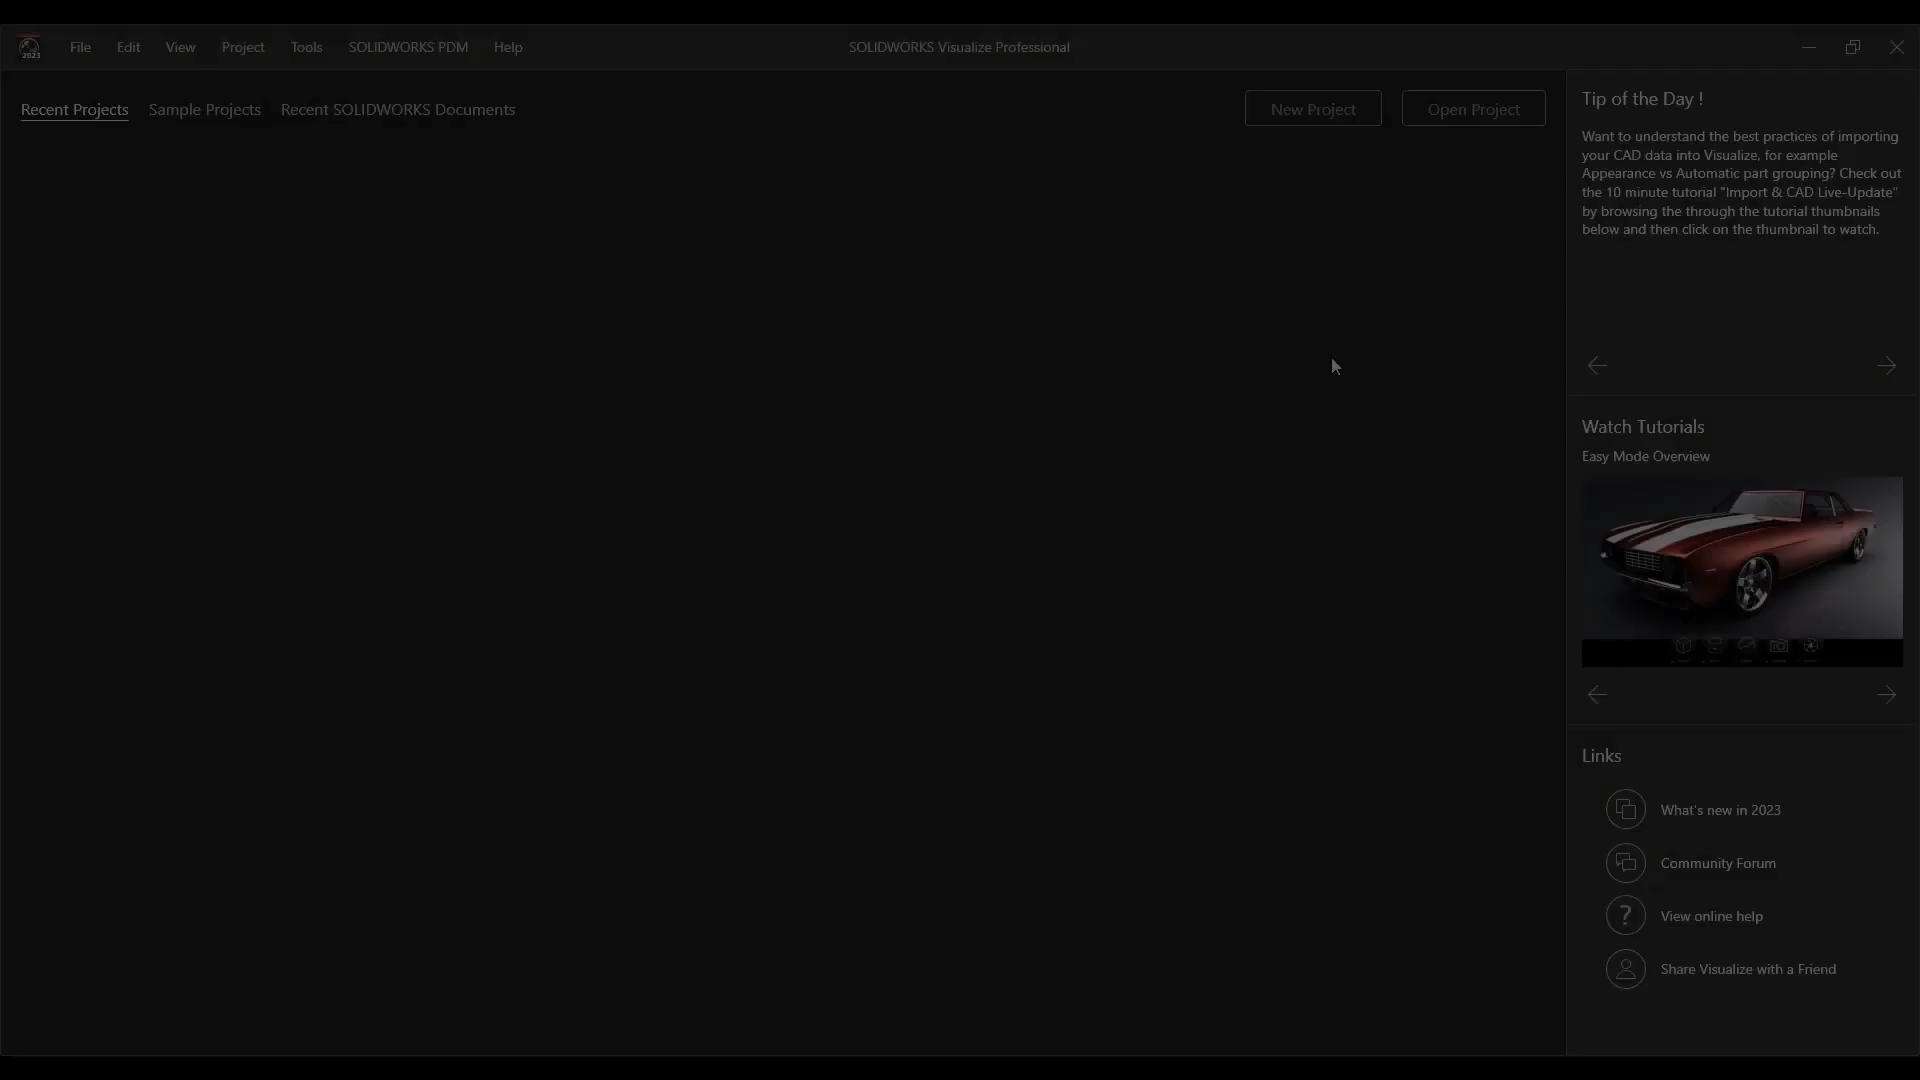 2023
File Edit View Project Tools SOLIDWORKS PDM Help
SOLIDWORKS Visualize Professional
Recent Projects Sample Projects Recent SOLIDWORKS Documents
New Project Open Project
Tip of the Day !
Want to understand the best practices of importing
your CAD data into Visualize, for example
Appearance vs Automatic part grouping? Check out
the 10 minute tutorial "Import & CAD Live-Update"
by browsing the through the tutorial thumbnails
below and then click on the thumbnail to watch.
Watch Tutorials
Easy Mode Overview
Links
What's new in 2023
Community Forum
? View online help
Share Visualize with a Friend